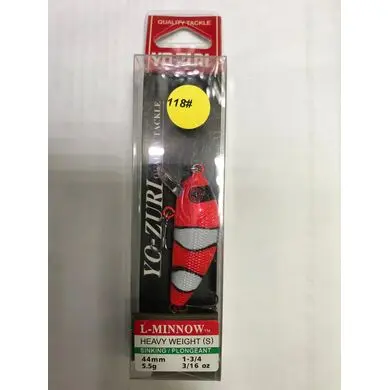 QUALITY TACKLE
YO-ZURI
118#
YO-ZURI
L-MINNOW™
HEAVY WEIGHT (S)
SINKING / PLONGEANT
44mm 1-3/4
5.5g 3/16 oz